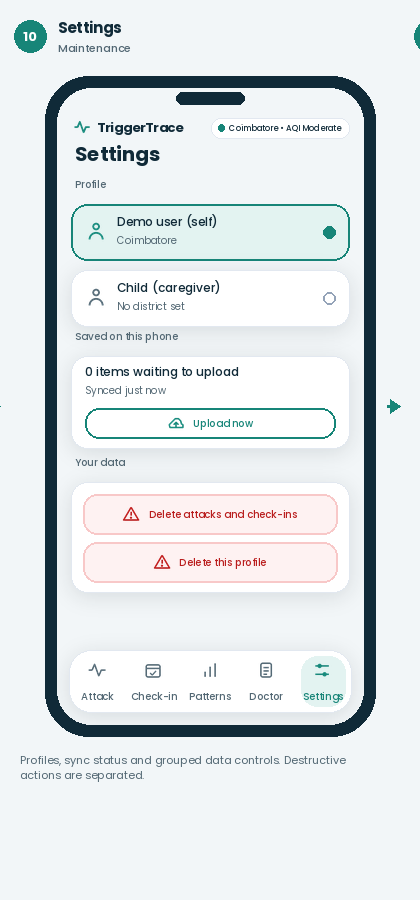 10
Settings
Maintenance
TriggerTrace
Coimbatore • AQI Moderate
Settings
Profile
Demo user (self)
Coimbatore
Child (caregiver)
No district set
Saved on this phone
0 items waiting to upload
Synced just now
Upload now
Your data
Delete attacks and check-ins
Delete this profile
Attack
Check-in
Patterns
Doctor
Settings
Profiles, sync status and grouped data controls. Destructive
actions are separated.